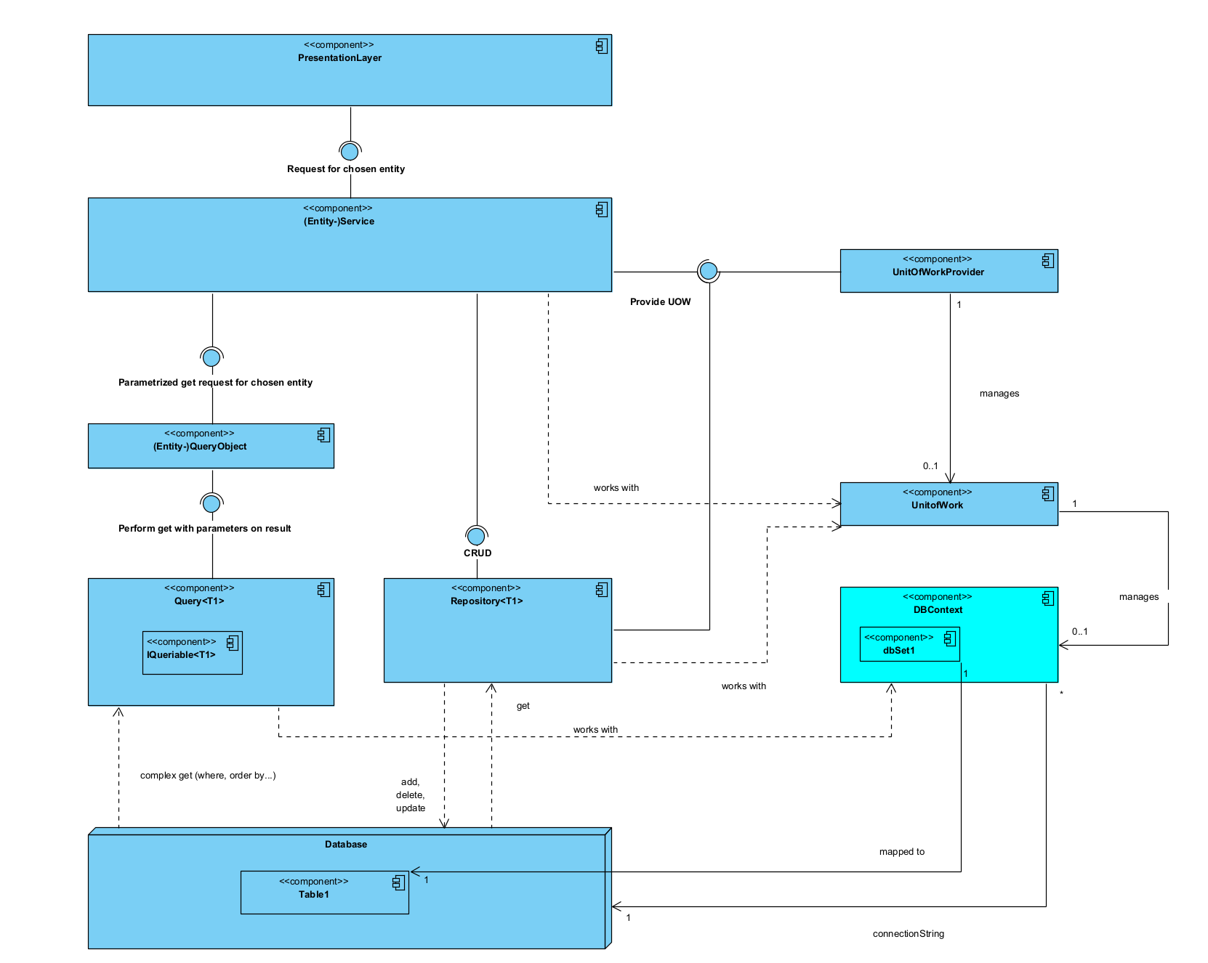 <<component>>
PresentationLayer
Request for chosen entity
<<component>>
(Entity-)Service
Provide UOW
<<component>>
UnitOfWorkProvider
1
manages
0..1
Parametrized get request for chosen entity
<<component>>
(Entity-)QueryObject
Perform get with parameters on result
works with
<<component>>
UnitofWork
1
manages
0..1
CRUD
<<component>>
Query<T1>
<<component>>
IQueriable<T1>
<<component>>
Repository<T1>
<<component>>
DBContext
<<component>>
dbSet1
1
*
works with
get
works with
complex get (where, order by...)
add,
delete,
update
mapped to
Database
<<component>>
Table1
1
1
connectionString